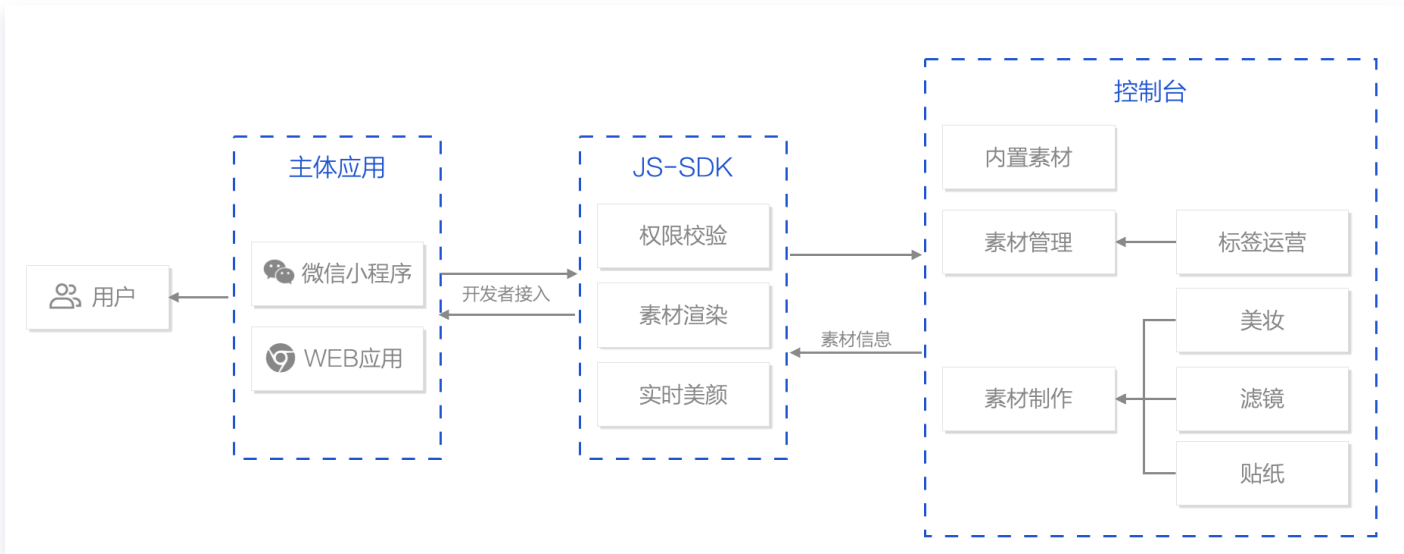 用户
主体应用
微信小程序
WEB应用
开发者接入
JS-SDK
权限校验
素材渲染
实时美颜
素材信息
控制台
内置素材
素材管理
标签运营
素材制作
美妆
滤镜
贴纸